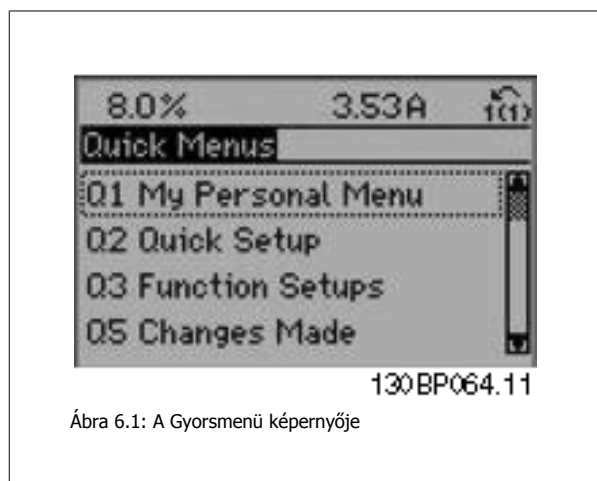 8.0% 3.53A 1(1)
Quick Menus
Q1 My Personal Menu
Q2 Quick Setup
Q3 Function Setups
Q5 Changes Made
130BP064.11
Ábra 6.1: A Gyorsmenü képernyője